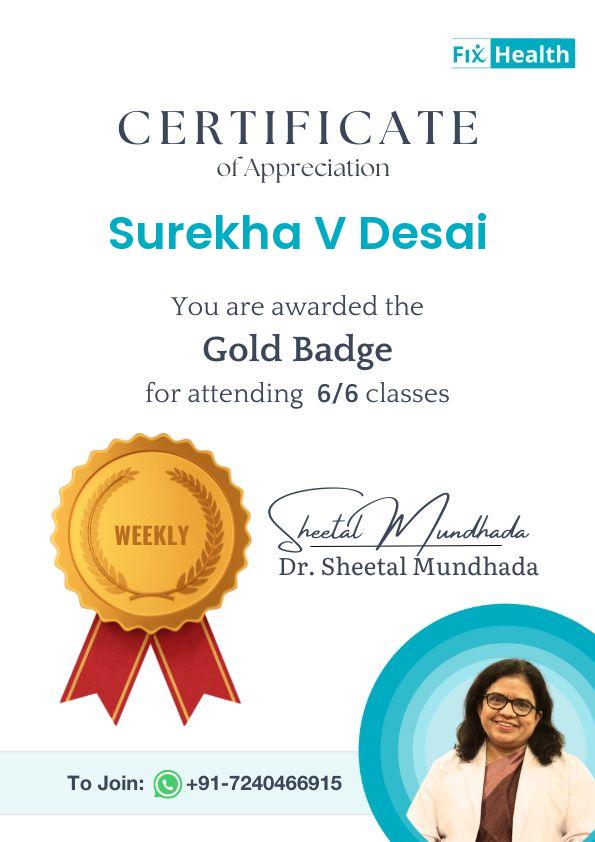 Fix Health
CERTIFICATE
of Appreciation
Surekha V Desai
You are awarded the
Gold Badge
for attending 6/6 classes
WEEKLY
Sheetal Mundhada
Dr. Sheetal Mundhada
To Join: +91-7240466915